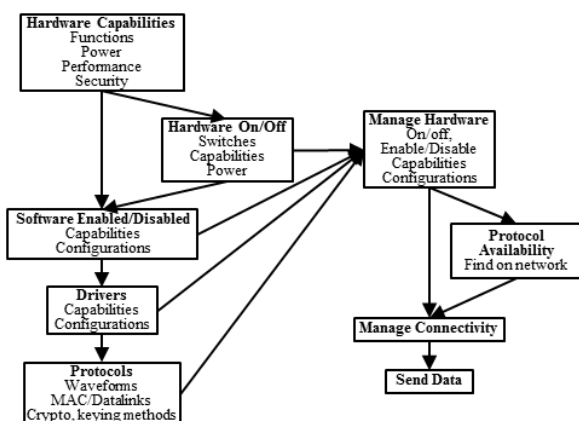 Hardware Capabilities
Functions
Power
Performance
Security
Hardware On/Off
Switches
Capabilities
Power
Manage Hardware
On/off,
Enable/Disable
Capabilities
Configurations
Software Enabled/Disabled
Capabilities
Configurations
Protocol
Availability
Find on network
Drivers
Capabilities
Configurations
Manage Connectivity
Protocols
Waveforms
MAC/Datalinks
Crypto, keying methods
Send Data